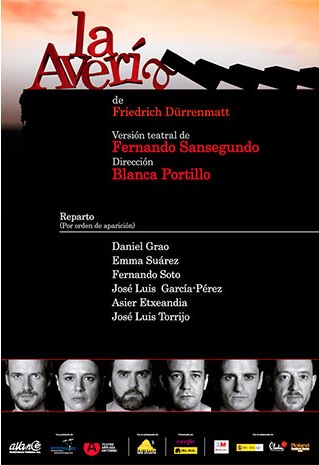 la
Avería
de
Friedrich Dürrenmatt
Versión teatral de
Fernando Sansegundo
Dirección
Blanca Portillo
Reparto
(Por orden de aparición)
Daniel Grao
Emma Suárez
Fernando Soto
José Luis García-Pérez
Asier Etxeandia
José Luis Torrijo
avance